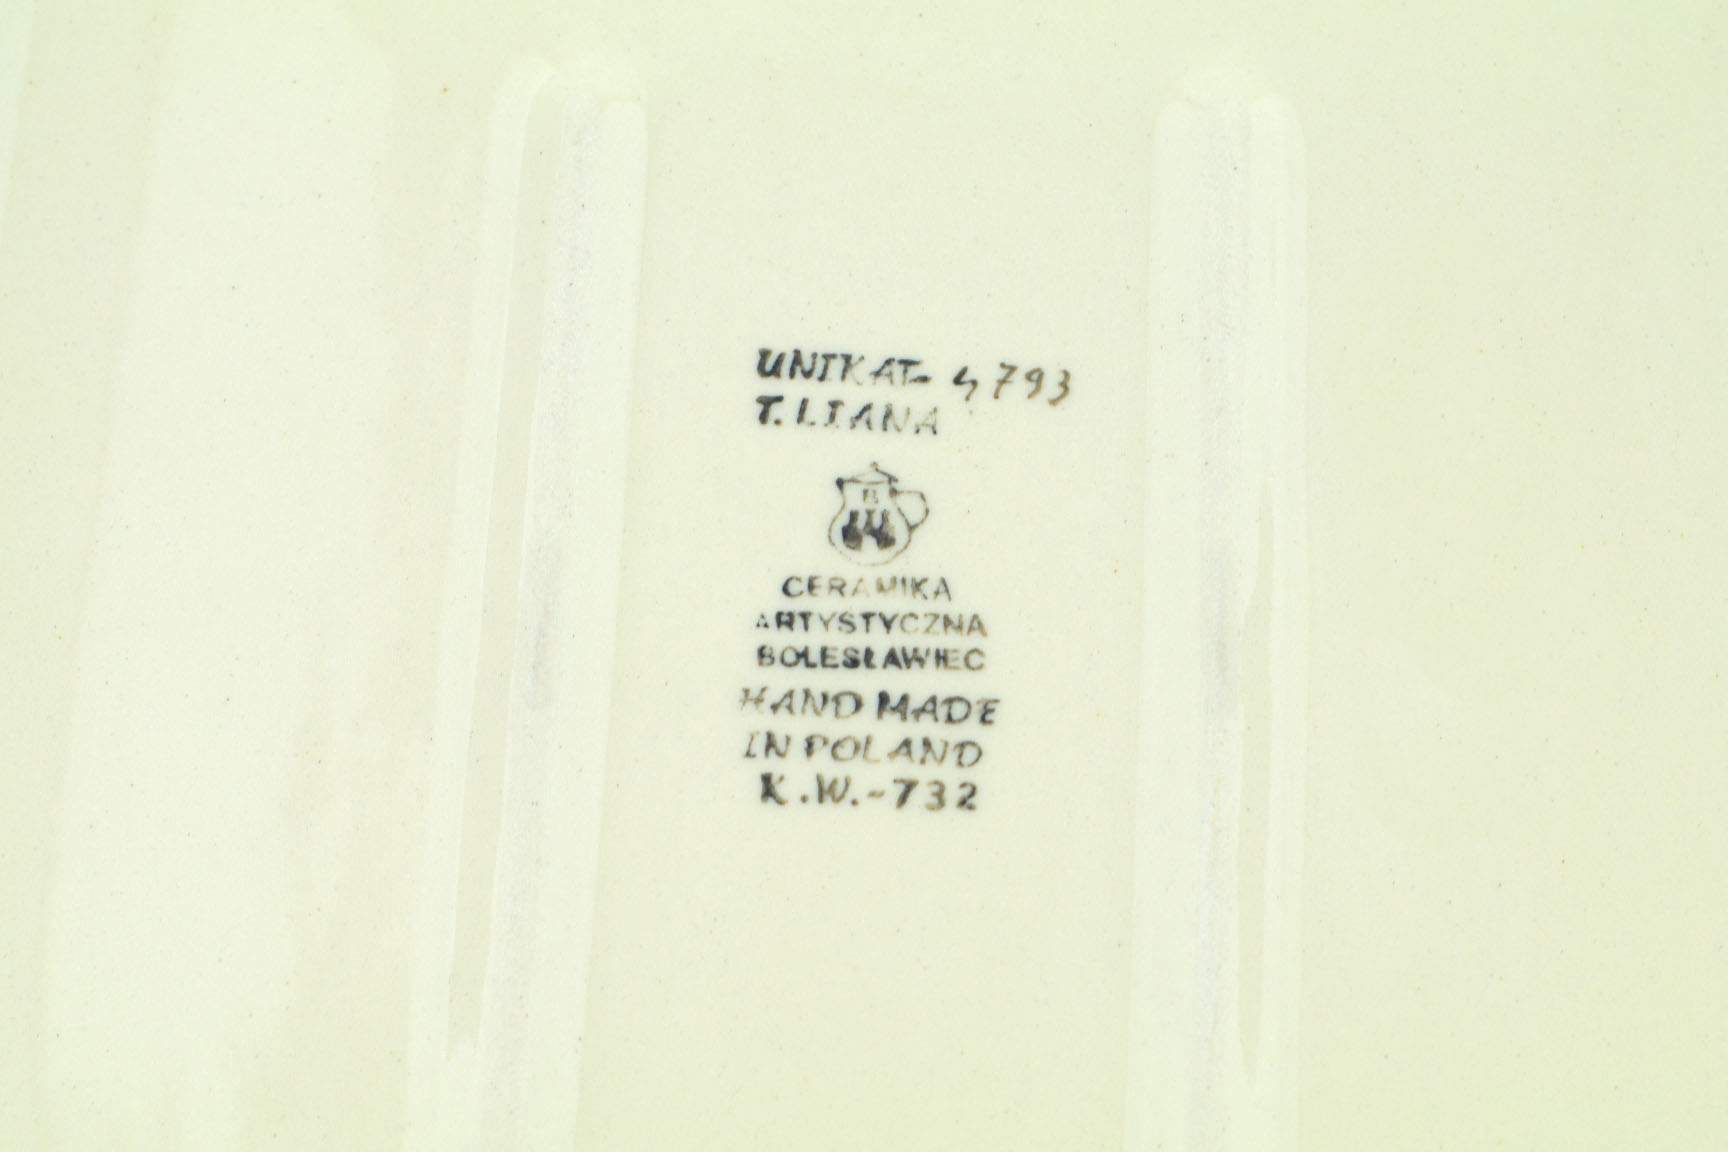 UNIKAT- 4793
T. LIANA
B
CERAMIKA
ARTYSTYCZNA
BOLESŁAWIEC
HAND MADE
IN POLAND
K.W.-732